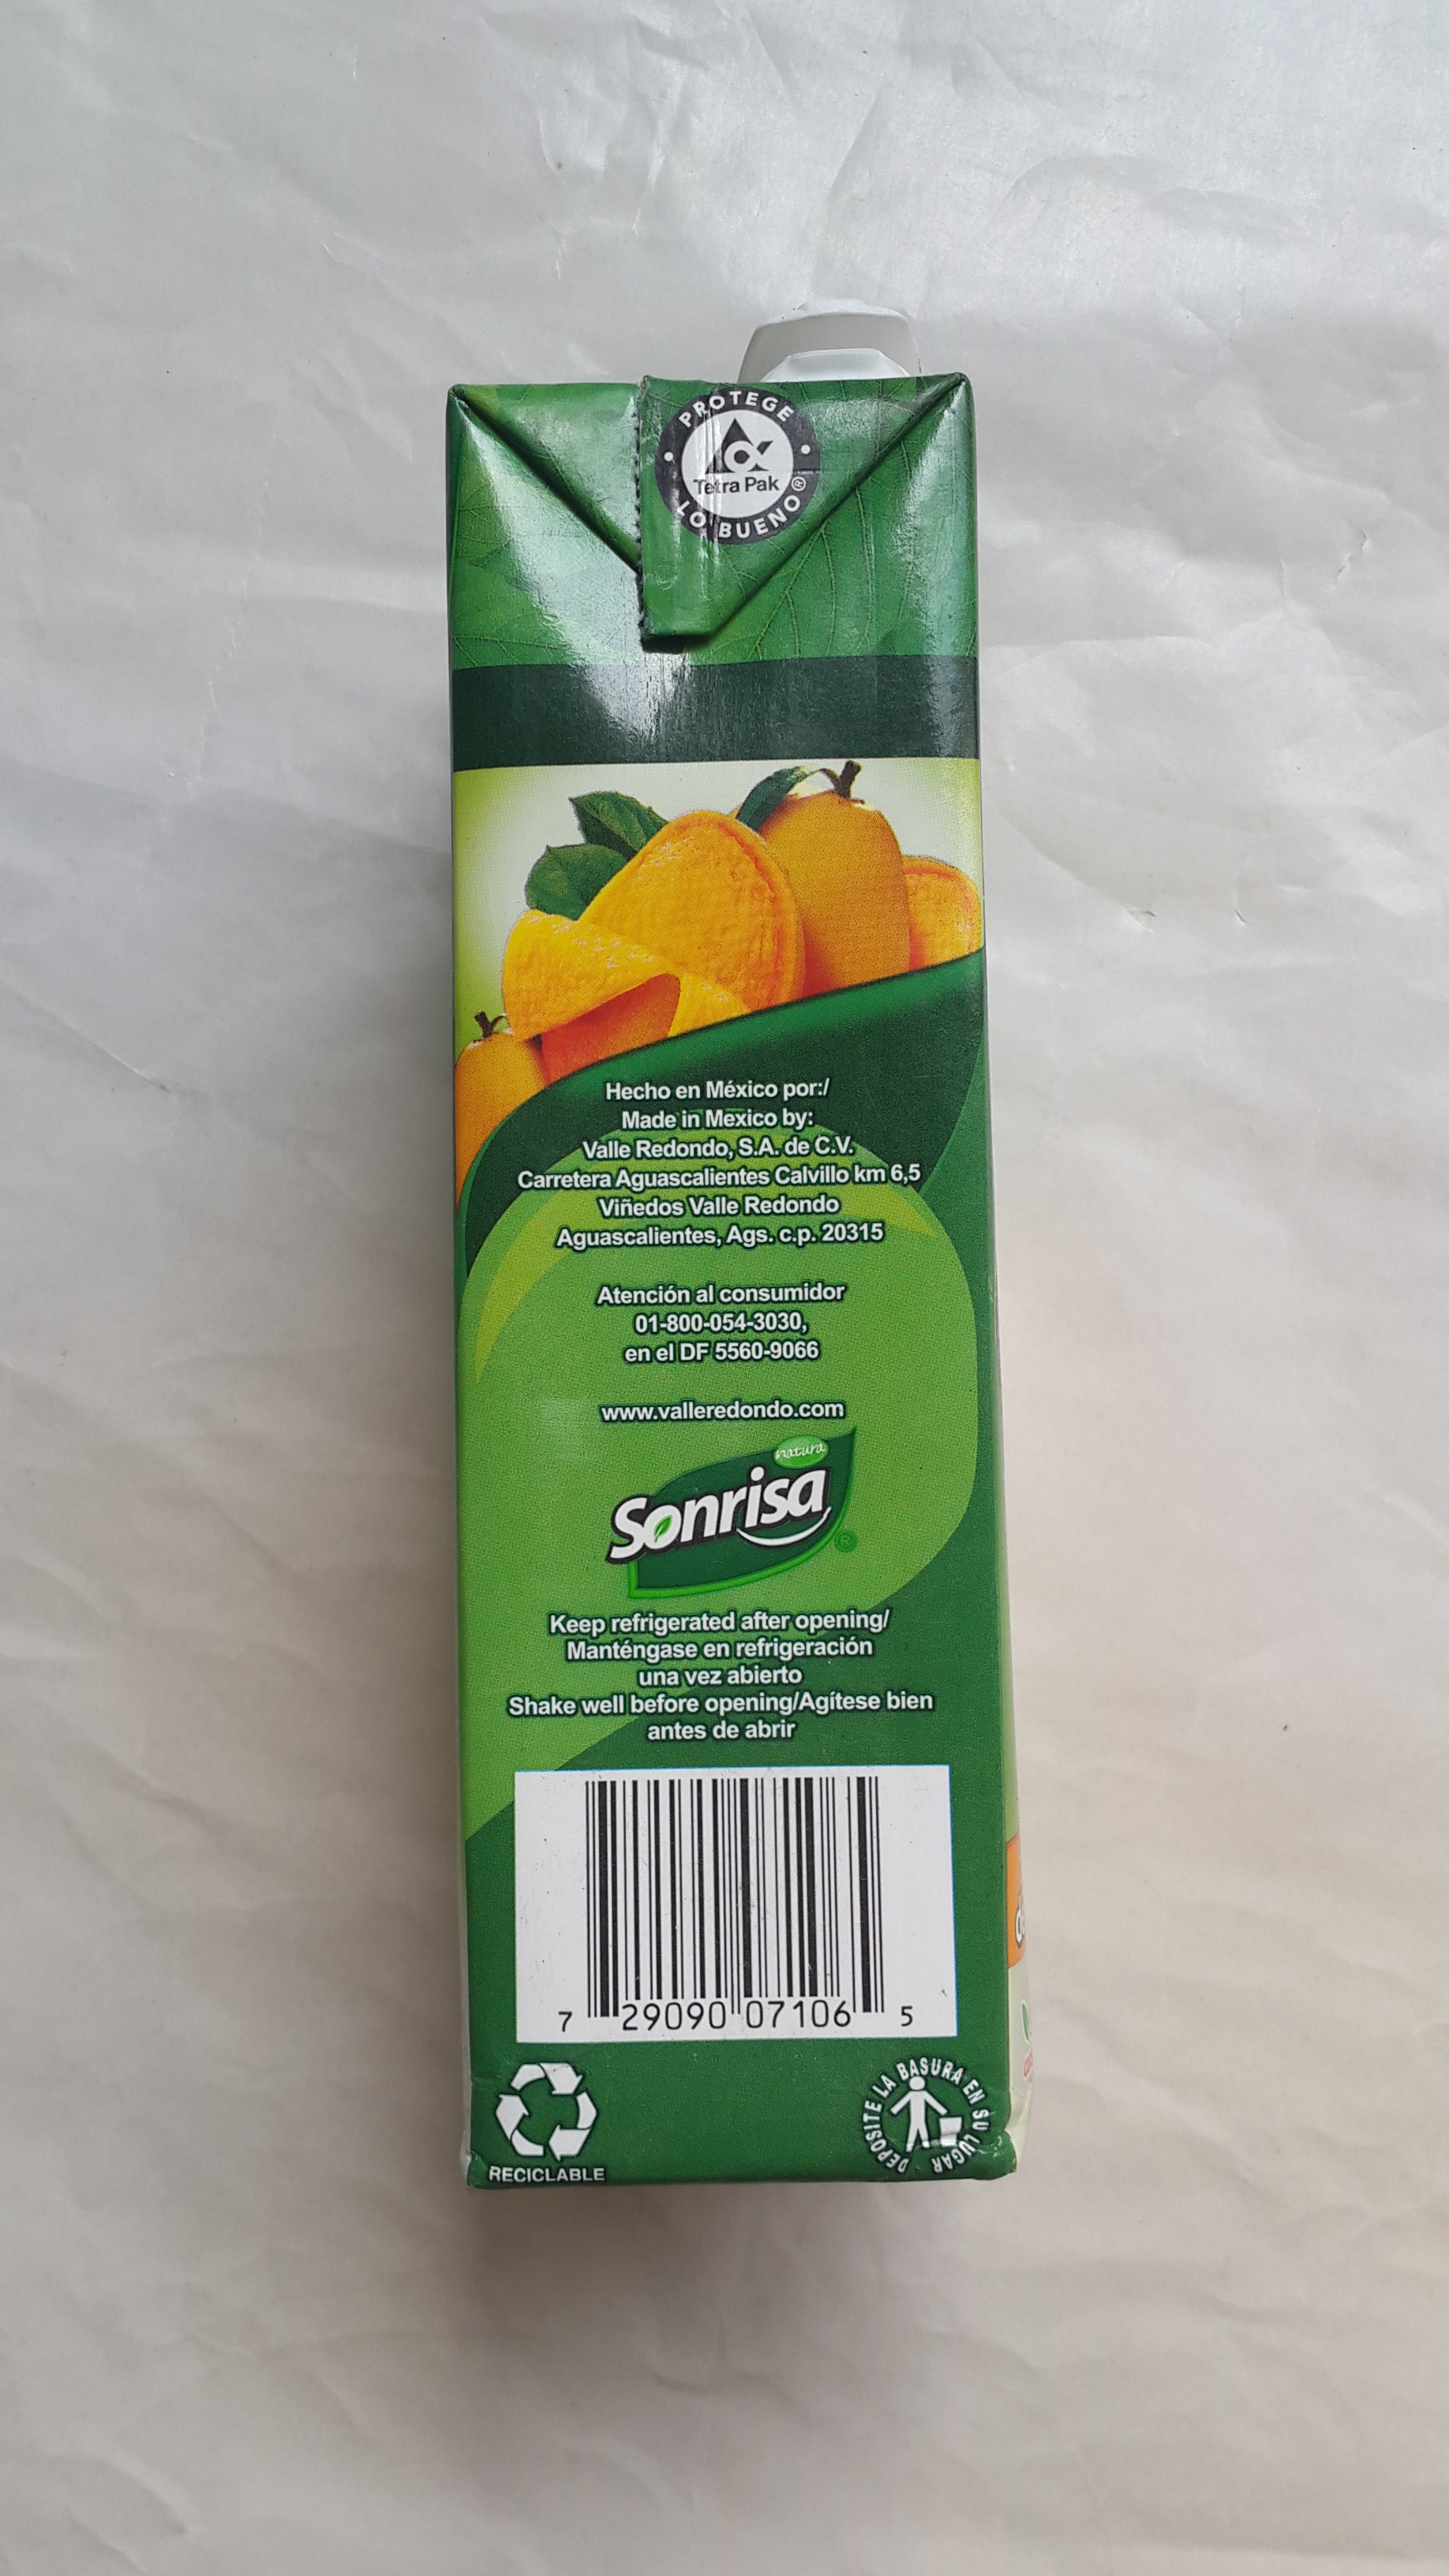 PROTEGE
Tetra Pak
LO BUENO®
Hecho en México por:/
Made in Mexico by:
Valle Redondo, S.A. de C.V.
Carretera Aguascalientes Calvillo km 6,5
Viñedos Valle Redondo
Aguascalientes, Ags. c.p. 20315
Atención al consumidor
01-800-054-3030,
en el DF 5560-9066
www.valleredondo.com
natura
Sonrisa
®
Keep refrigerated after opening/
Manténgase en refrigeración
una vez abierto
Shake well before opening/Agítese bien
antes de abrir
7 29090 07106 5
RECICLABLE
DEPOSITE LA BASURA EN SU LUGAR